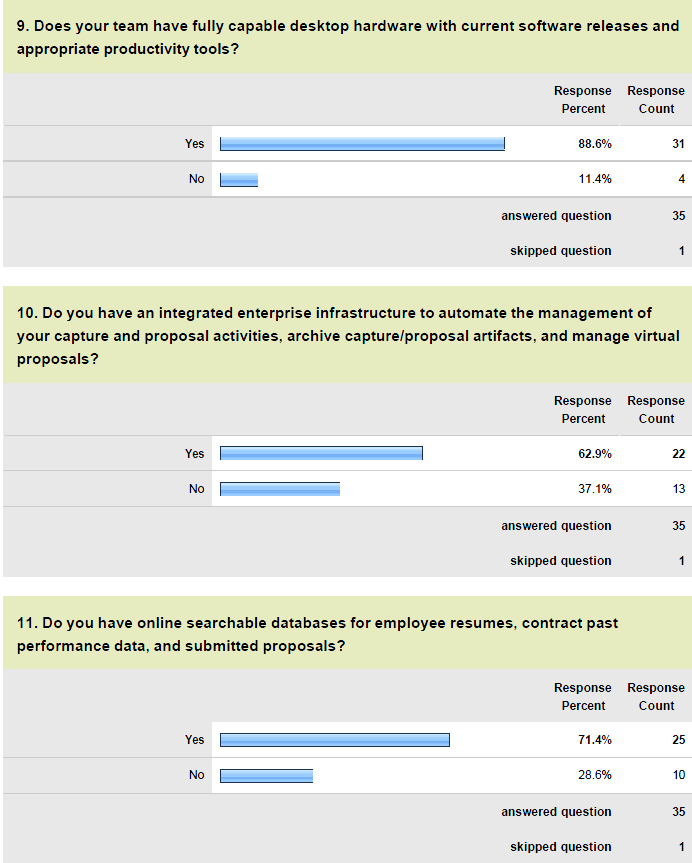 9. Does your team have fully capable desktop hardware with current software releases and
appropriate productivity tools?
Response Percent Response Count
Yes 88.6% 31
No 11.4% 4
answered question 35
skipped question 1
10. Do you have an integrated enterprise infrastructure to automate the management of
your capture and proposal activities, archive capture/proposal artifacts, and manage virtual
proposals?
Response Percent Response Count
Yes 62.9% 22
No 37.1% 13
answered question 35
skipped question 1
11. Do you have online searchable databases for employee resumes, contract past
performance data, and submitted proposals?
Response Percent Response Count
Yes 71.4% 25
No 28.6% 10
answered question 35
skipped question 1